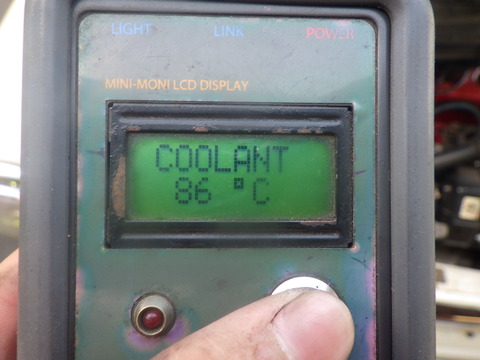 LIGHT LINK POWER
MINI-MONI LCD DISPLAY
COOLANT
86 °C